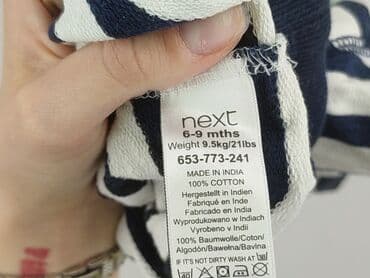 next
6-9 mths
Weight 9.5kg/21lbs
653-773-241
MADE IN INDIA
100% COTTON
Hergestellt in Indien
Fabriqué en Inde
Fabricado en India
Wyprodukowano w Indiach
Vyrobeno v Indii
100% Baumwolle/Coton/
Algodón/Bawełna/Bavlna
IF IT'S NOT DIRTY WASH AT